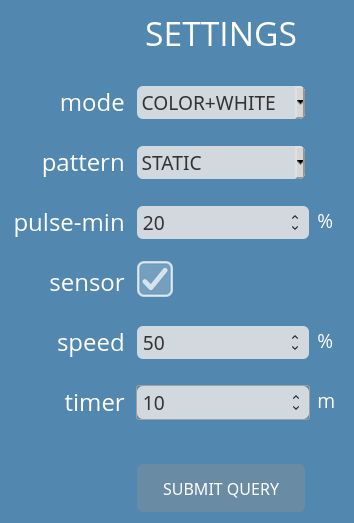 SETTINGS
mode COLOR+WHITE
pattern STATIC
pulse-min 20 %
sensor
speed 50 %
timer 10 m
SUBMIT QUERY